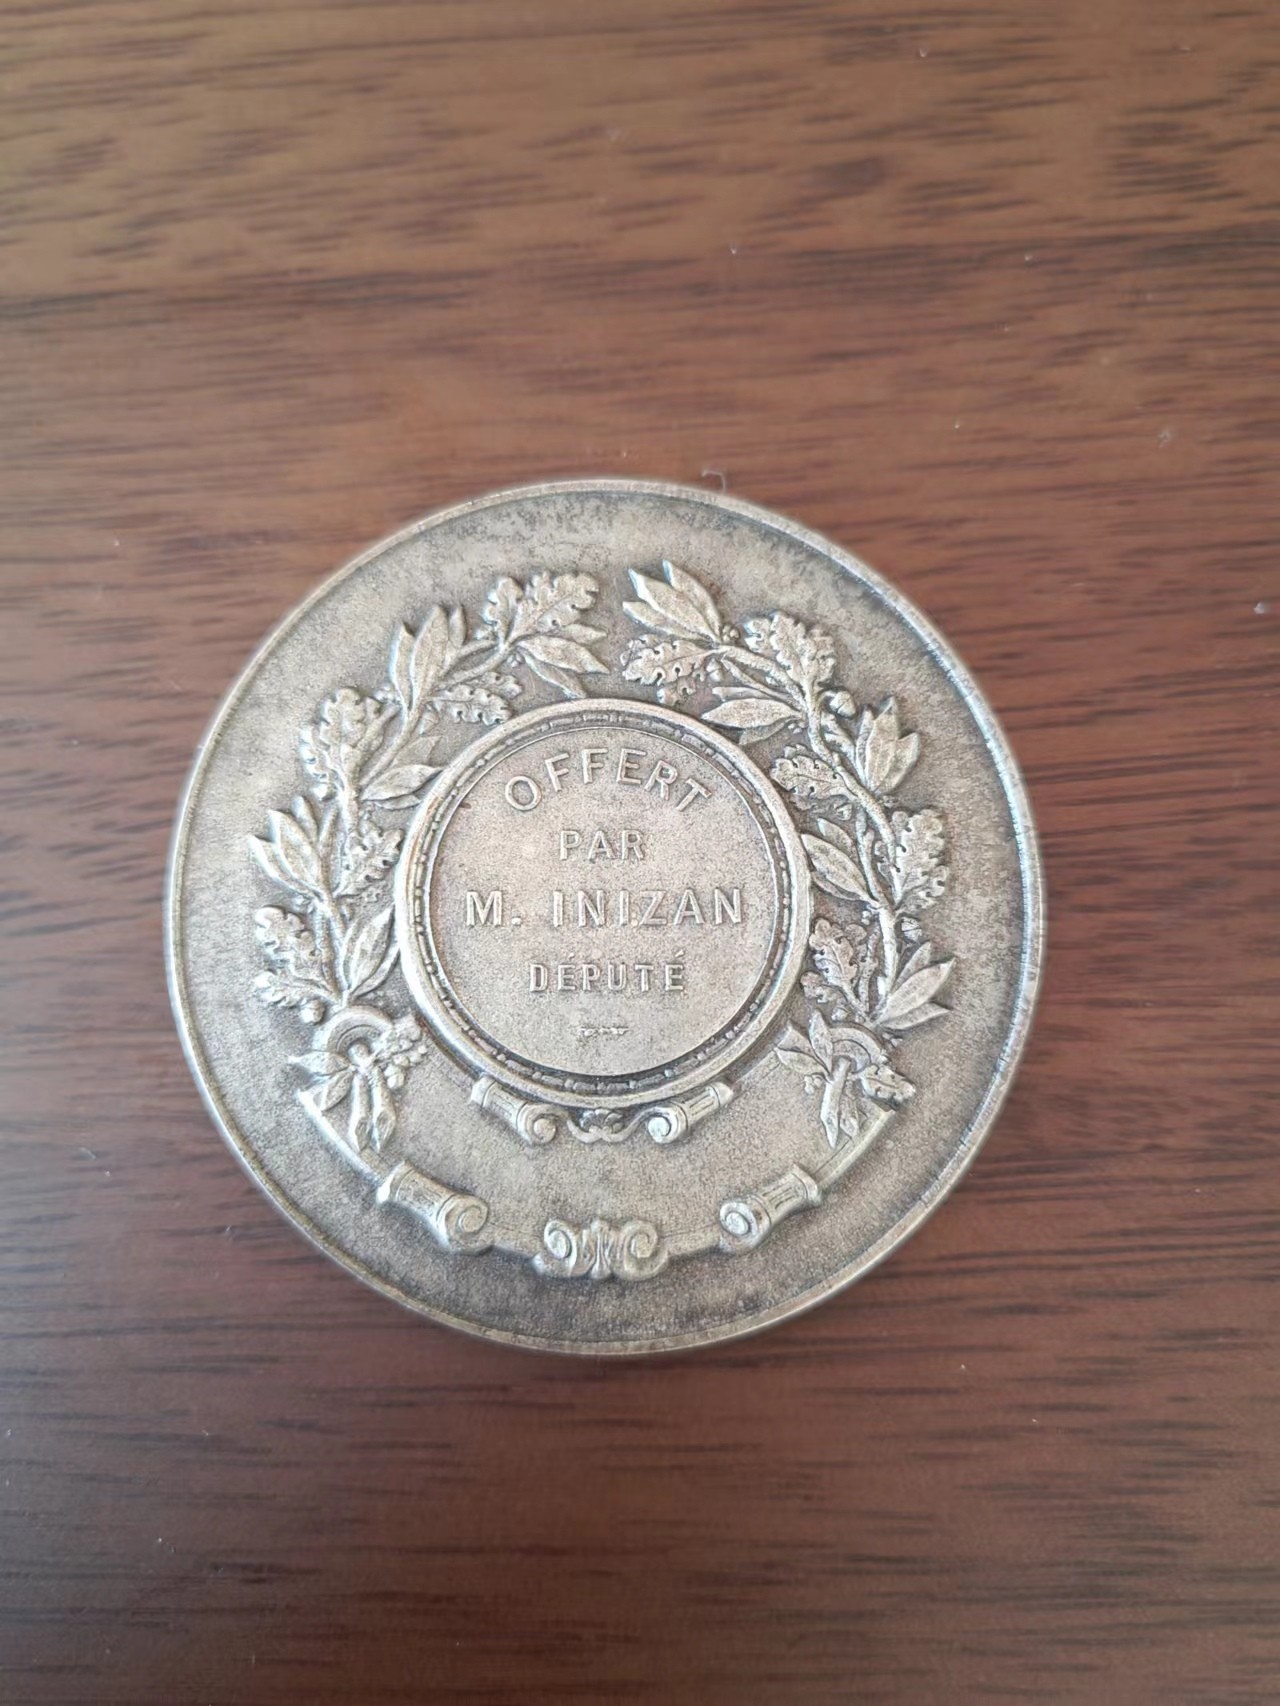 OFFERT
PAR
M. INIZAN
DÉPUTÉ